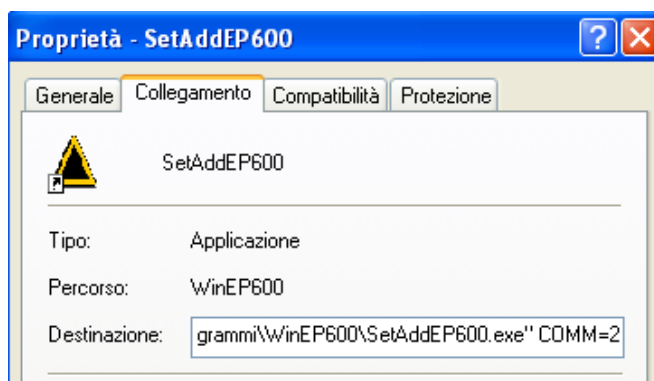 Proprietà - SetAddEP600
Generale Collegamento Compatibilità Protezione
SetAddEP600
Tipo: Applicazione
Percorso: WinEP600
Destinazione: grammi\WinEP600\SetAddEP600.exe" COMM=2